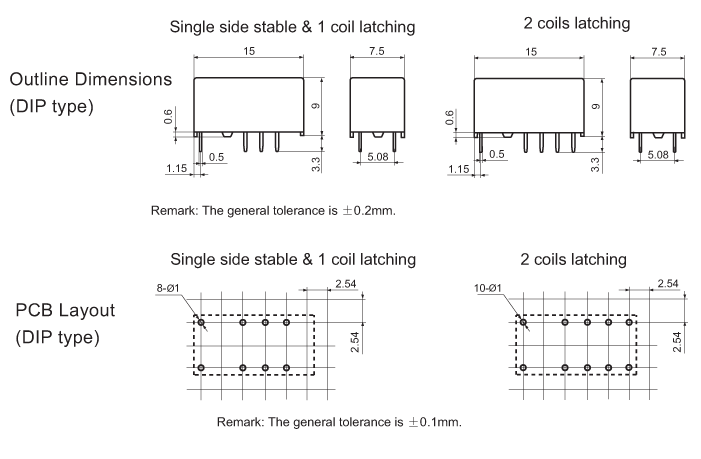 Single side stable & 1 coil latching
2 coils latching
15
7.5
15
7.5
Outline Dimensions
(DIP type)
9
9
0.6
0.6
0.5
5.08
3.3
1.15
0.5
5.08
3.3
1.15
Remark: The general tolerance is ±0.2mm.
Single side stable & 1 coil latching
2 coils latching
8-Ø1
2.54
10-Ø1
2.54
PCB Layout
(DIP type)
2.54
2.54
Remark: The general tolerance is ±0.1mm.